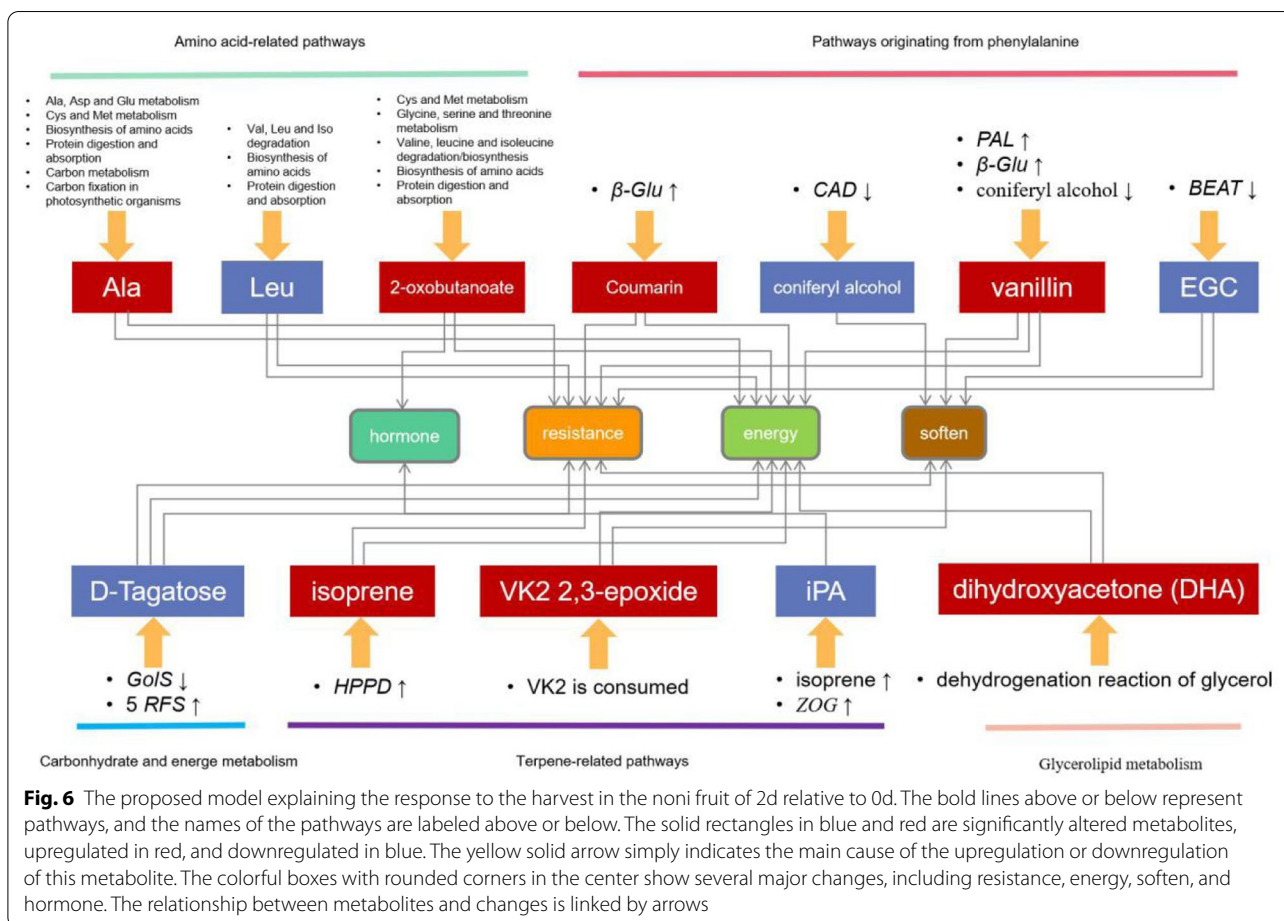 Amino acid-related pathways
Pathways originating from phenylalanine
• Ala, Asp and Glu metabolism
• Cys and Met metabolism
• Biosynthesis of amino acids
• Protein digestion and
absorption
• Carbon metabolism
• Carbon fixation in
photosynthetic organisms
• Val, Leu and Iso
degradation
• Biosynthesis of
amino acids
• Protein digestion
and absorption
• Cys and Met metabolism
• Glycine, serine and threonine
metabolism
• Valine, leucine and isoleucine
degradation/biosynthesis
• Biosynthesis of amino acids
• Protein digestion and
absorption
• β-Glu ↑
• CAD ↓
• PAL ↑
• β-Glu ↑
• coniferyl alcohol ↓
• BEAT ↓
Ala
Leu
2-oxobutanoate
Coumarin
coniferyl alcohol
vanillin
EGC
hormone
resistance
energy
soften
D-Tagatose
isoprene
VK2 2,3-epoxide
iPA
dihydroxyacetone (DHA)
• GolS ↓
• 5 RFS ↑
• HPPD ↑
• VK2 is consumed
• isoprene ↑
• ZOG ↑
• dehydrogenation reaction of glycerol
Carbonhydrate and energe metabolism
Terpene-related pathways
Glycerolipid metabolism
Fig. 6 The proposed model explaining the response to the harvest in the noni fruit of 2d relative to 0d. The bold lines above or below represent
pathways, and the names of the pathways are labeled above or below. The solid rectangles in blue and red are significantly altered metabolites,
upregulated in red, and downregulated in blue. The yellow solid arrow simply indicates the main cause of the upregulation or downregulation
of this metabolite. The colorful boxes with rounded corners in the center show several major changes, including resistance, energy, soften, and
hormone. The relationship between metabolites and changes is linked by arrows